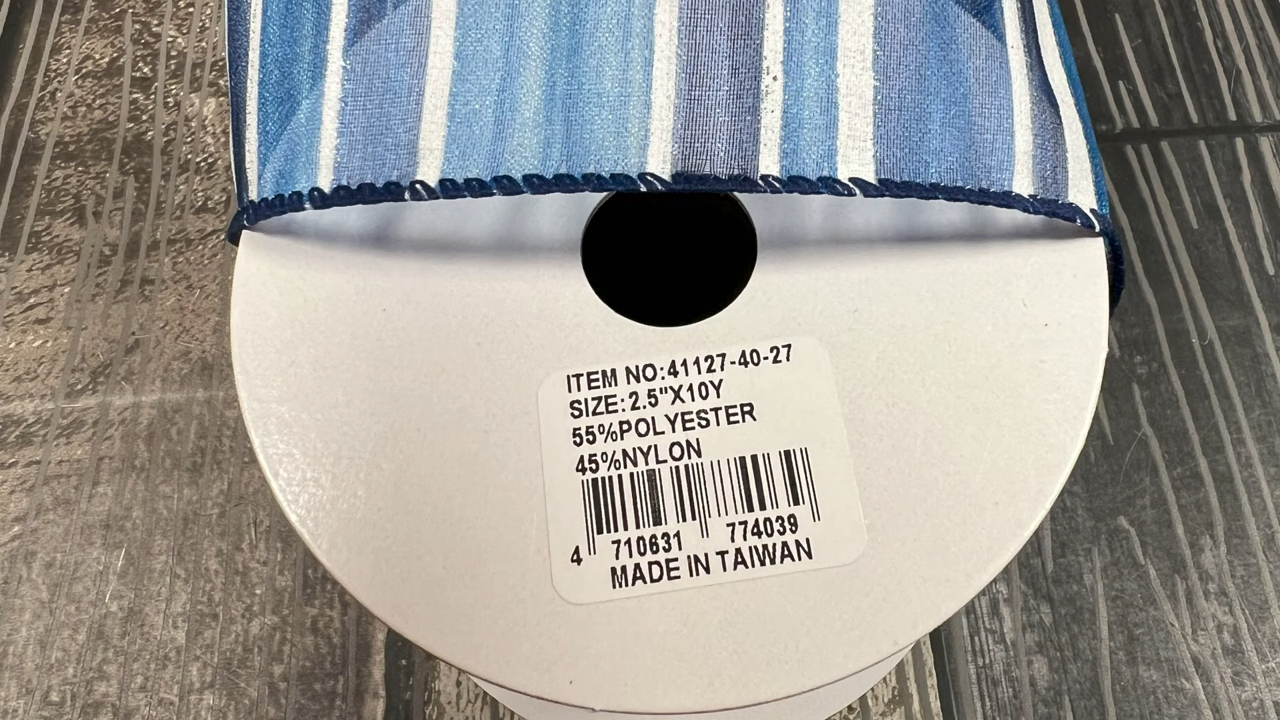 ITEM NO:41127-40-27
SIZE:2.5"X10Y
55%POLYESTER
45%NYLON
4 710631 774039
MADE IN TAIWAN